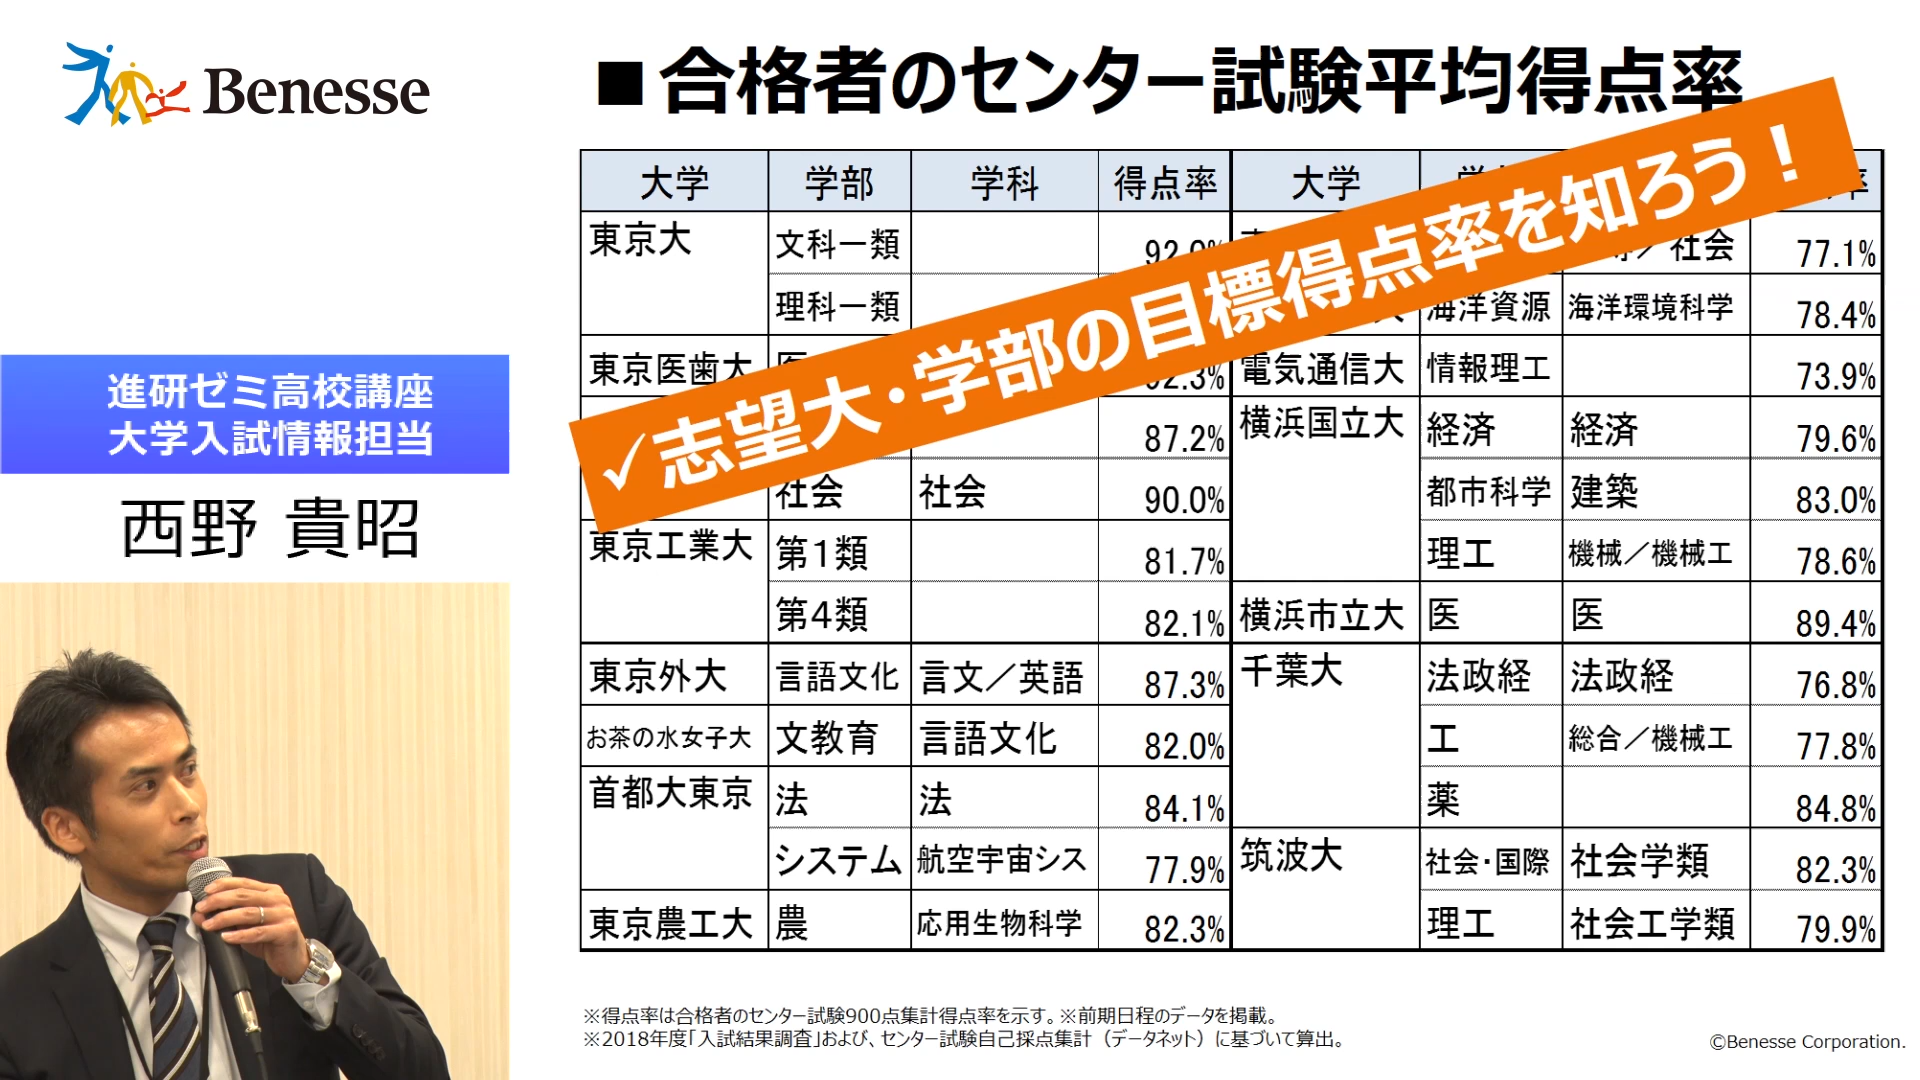 Benesse
進研ゼミ高校講座
大学入試情報担当
西野 貴昭
■合格者のセンター試験平均得点率
✓志望大・学部の目標得点率を知ろう!
大学 学部 学科 得点率 大学
東京大 文科一類 社会 77.1%
理科一類 海洋資源 海洋環境科学 78.4%
東京医歯大 電気通信大 情報理工 73.9%
87.2% 横浜国立大 経済 経済 79.6%
社会 社会 90.0% 都市科学 建築 83.0%
東京工業大 第1類 81.7% 理工 機械/機械工 78.6%
第4類 82.1% 横浜市立大 医 医 89.4%
東京外大 言語文化 言文/英語 87.3% 千葉大 法政経 法政経 76.8%
お茶の水女子大 文教育 言語文化 82.0% 工 総合/機械工 77.8%
首都大東京 法 法 84.1% 薬 84.8%
システム 航空宇宙シス 77.9% 筑波大 社会・国際 社会学類 82.3%
東京農工大 農 応用生物科学 82.3% 理工 社会工学類 79.9%
※得点率は合格者のセンター試験900点集計得点率を示す。※前期日程のデータを掲載。
※2018年度「入試結果調査」および、センター試験自己採点集計(データネット)に基づいて算出。
©Benesse Corporation.